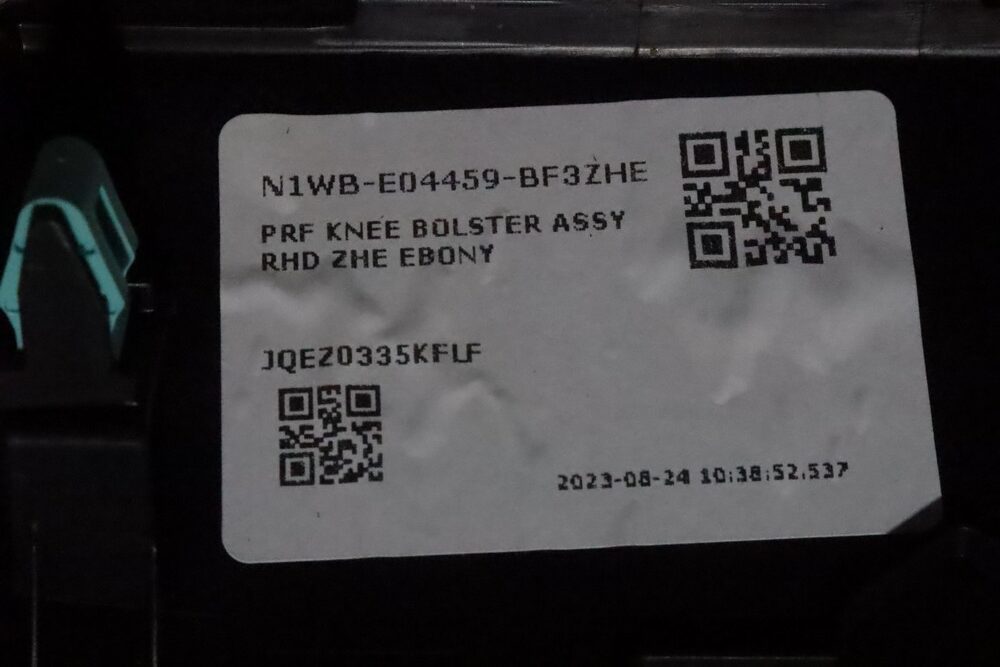 N1WB-E04459-BF3ZHE
PRF KNEE BOLSTER ASSY
RHD ZHE EBONY
JQEZ0335KFLF
2023-08-24 10:38:52.537